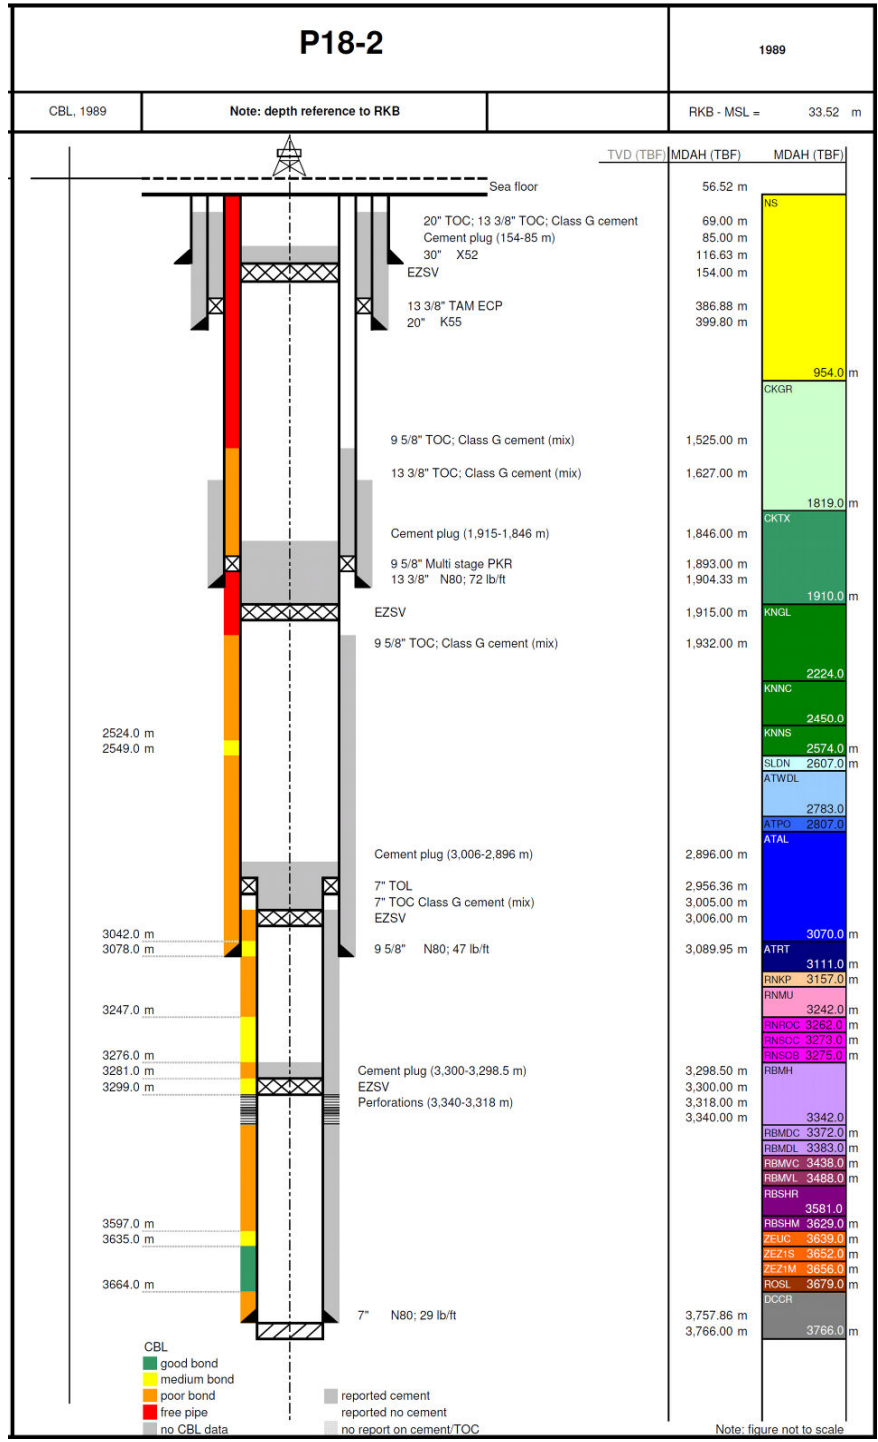 P18-2
1989
CBL, 1989
Note: depth reference to RKB
RKB - MSL = 33.52 m
TVD (TBF) MDAH (TBF) MDAH (TBF)
Sea floor 56.52 m
NS
20" TOC; 13 3/8" TOC; Class G cement 69.00 m
Cement plug (154-85 m) 85.00 m
30" X52 116.63 m
EZSV 154.00 m
13 3/8" TAM ECP 386.88 m
20" K55 399.80 m
954.0 m
CKGR
9 5/8" TOC; Class G cement (mix) 1,525.00 m
13 3/8" TOC; Class G cement (mix) 1,627.00 m
1819.0 m
CKTX
Cement plug (1,915-1,846 m) 1,846.00 m
9 5/8" Multi stage PKR 1,893.00 m
13 3/8" N80; 72 lb/ft 1,904.33 m
1910.0 m
EZSV 1,915.00 m
KNGL
9 5/8" TOC; Class G cement (mix) 1,932.00 m
2224.0
KNNC
2450.0
2524.0 m
KNNS
2549.0 m
2574.0 m
SLDN 2607.0 m
ATWDL
2783.0
ATPO 2807.0
ATAL
Cement plug (3,006-2,896 m) 2,896.00 m
7" TOL 2,956.36 m
7" TOC Class G cement (mix) 3,005.00 m
EZSV 3,006.00 m
3042.0 m
3070.0 m
3078.0 m
9 5/8" N80; 47 lb/ft 3,089.95 m
ATRT
3111.0 m
RNKP 3157.0 m
RNMU
3247.0 m
3242.0 m
RNROC 3262.0 m
RNSOC 3273.0 m
3276.0 m
RNSOB 3275.0 m
3281.0 m
Cement plug (3,300-3,298.5 m) 3,298.50 m
RBMH
3299.0 m
EZSV 3,300.00 m
Perforations (3,340-3,318 m) 3,318.00 m
3,340.00 m
3342.0
RBMDC 3372.0 m
RBMDL 3383.0 m
RBMVC 3438.0 m
RBMVL 3488.0 m
RBSHR
3581.0
3597.0 m
RBSHM 3629.0 m
3635.0 m
ZEUC 3639.0 m
ZEZ1S 3652.0 m
ZEZ1M 3656.0 m
3664.0 m
ROSL 3679.0 m
DCCR
7" N80; 29 lb/ft 3,757.86 m
3,766.00 m
3766.0 m
CBL
good bond
medium bond
poor bond
free pipe
no CBL data
reported cement
reported no cement
no report on cement/TOC
Note: figure not to scale